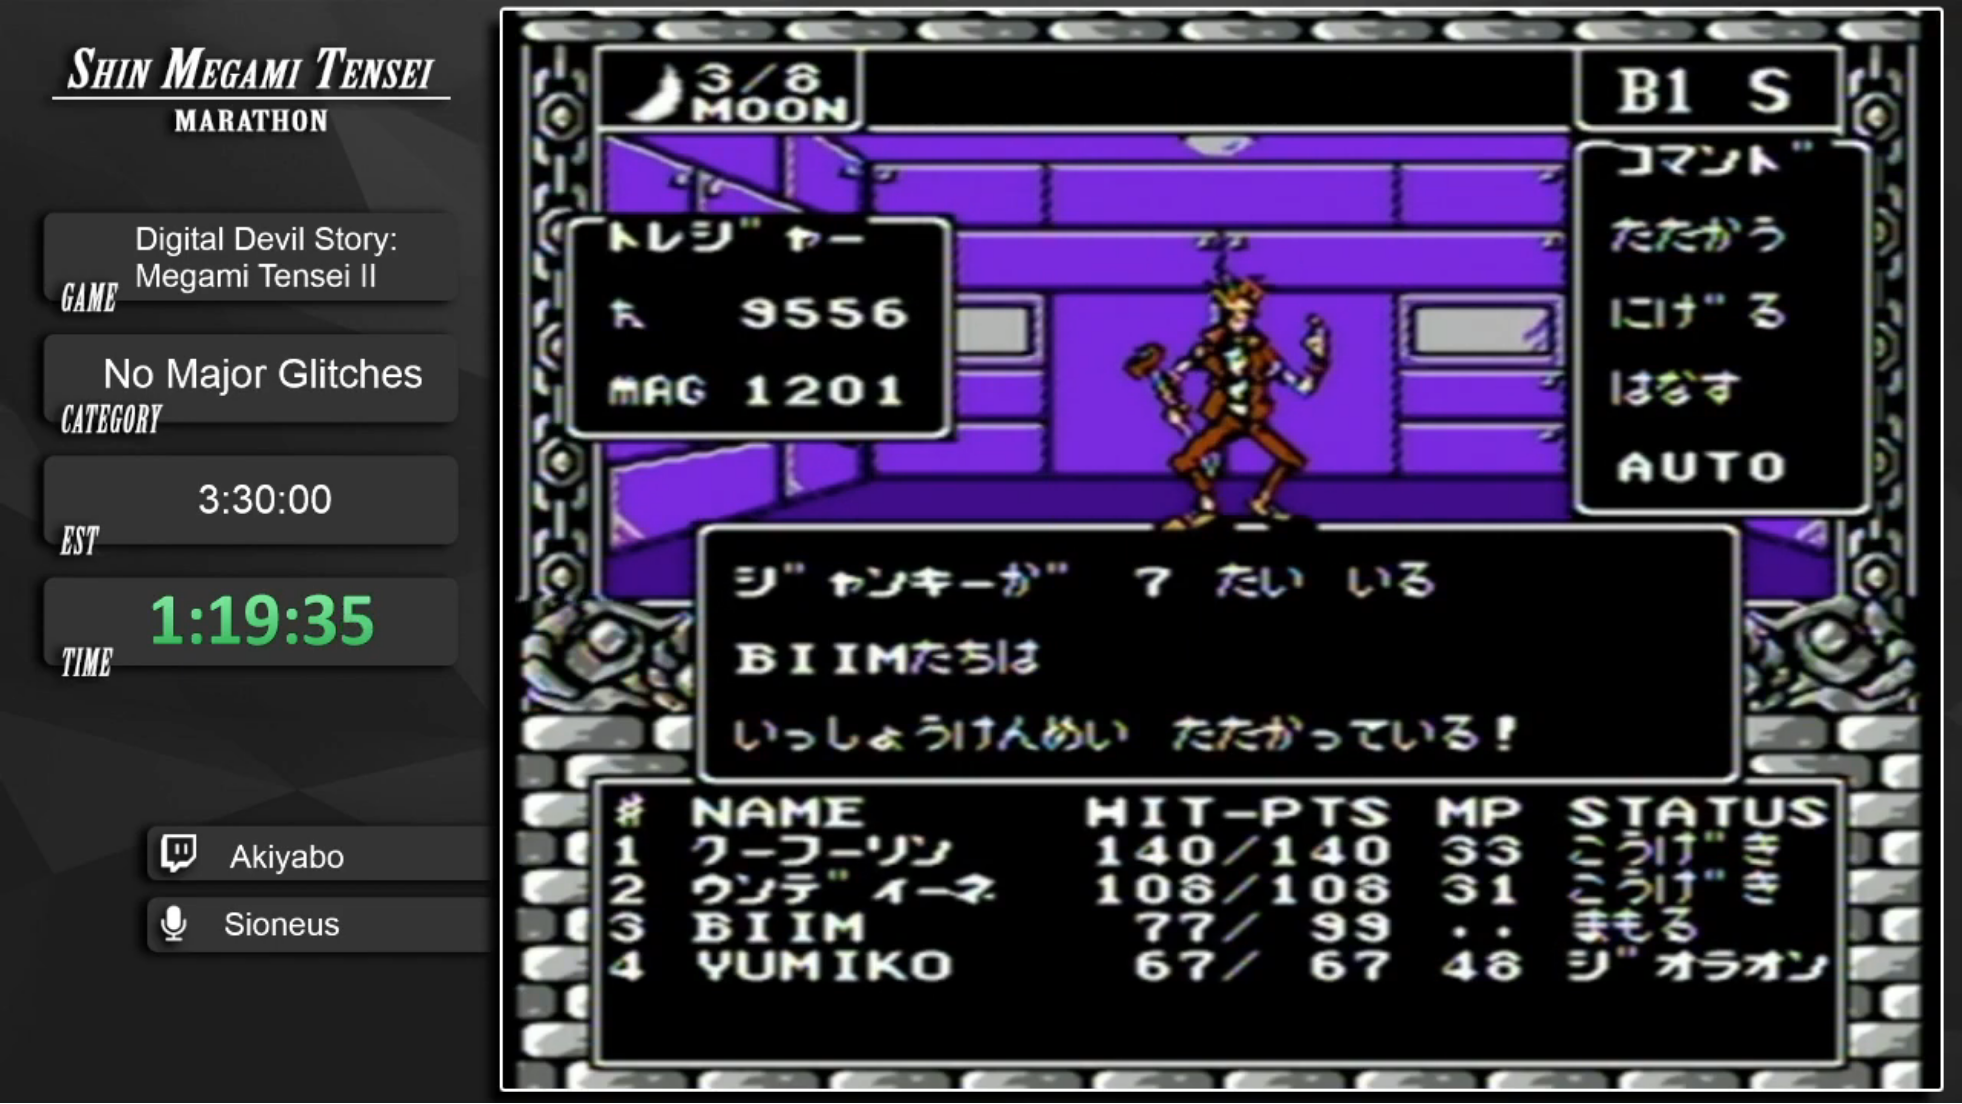 SHIN MEGAMI TENSEI
MARATHON
Digital Devil Story:
Megami Tensei II
GAME
No Major Glitches
CATEGORY
3:30:00
EST
1:19:35
TIME
Akiyabo
Sioneus
3/8
MOON
B1 S
コマンド
たたかう
にげる
はなす
AUTO
トレジャー
9556
MAG 1201
ジャンキーが 7 たい いる
BIIMたちは
いっしょうけんめい たたかっている!
# NAME HIT-PTS MP STATUS
1 クーフーリン 140/140 33 こうげき
2 ウンディーネ 108/108 31 こうげき
3 BIIM 77/ 99 .. まもる
4 YUMIKO 67/ 67 48 ジオラオン